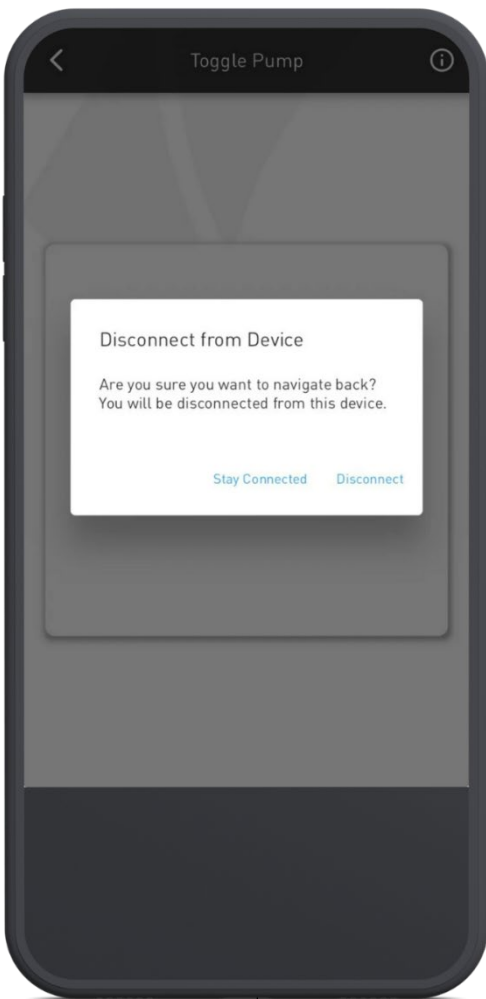 Toggle Pump
Disconnect from Device
Are you sure you want to navigate back?
You will be disconnected from this device.
Stay Connected Disconnect